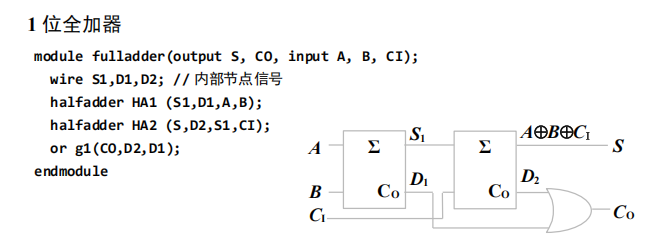 1 位全加器
module fulladder(output S, CO, input A, B, CI);
wire S1,D1,D2; // 内部节点信号
halfadder HA1 (S1,D1,A,B);
halfadder HA2 (S,D2,S1,CI);
or g1(CO,D2,D1);
endmodule
A Σ S1 Σ A⊕B⊕CI S
B CO D1 CO D2
CI CO